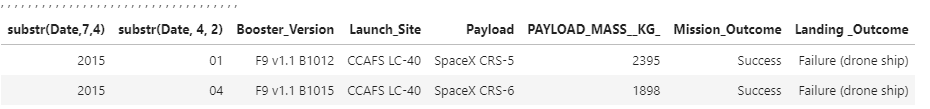 , , , , , , , , , , , , , , , , , , , , , , , , , , , , , , , , , , ,
substr(Date,7,4) substr(Date, 4, 2) Booster_Version Launch_Site Payload PAYLOAD_MASS__KG_ Mission_Outcome Landing _Outcome
2015 01 F9 v1.1 B1012 CCAFS LC-40 SpaceX CRS-5 2395 Success Failure (drone ship)
2015 04 F9 v1.1 B1015 CCAFS LC-40 SpaceX CRS-6 1898 Success Failure (drone ship)